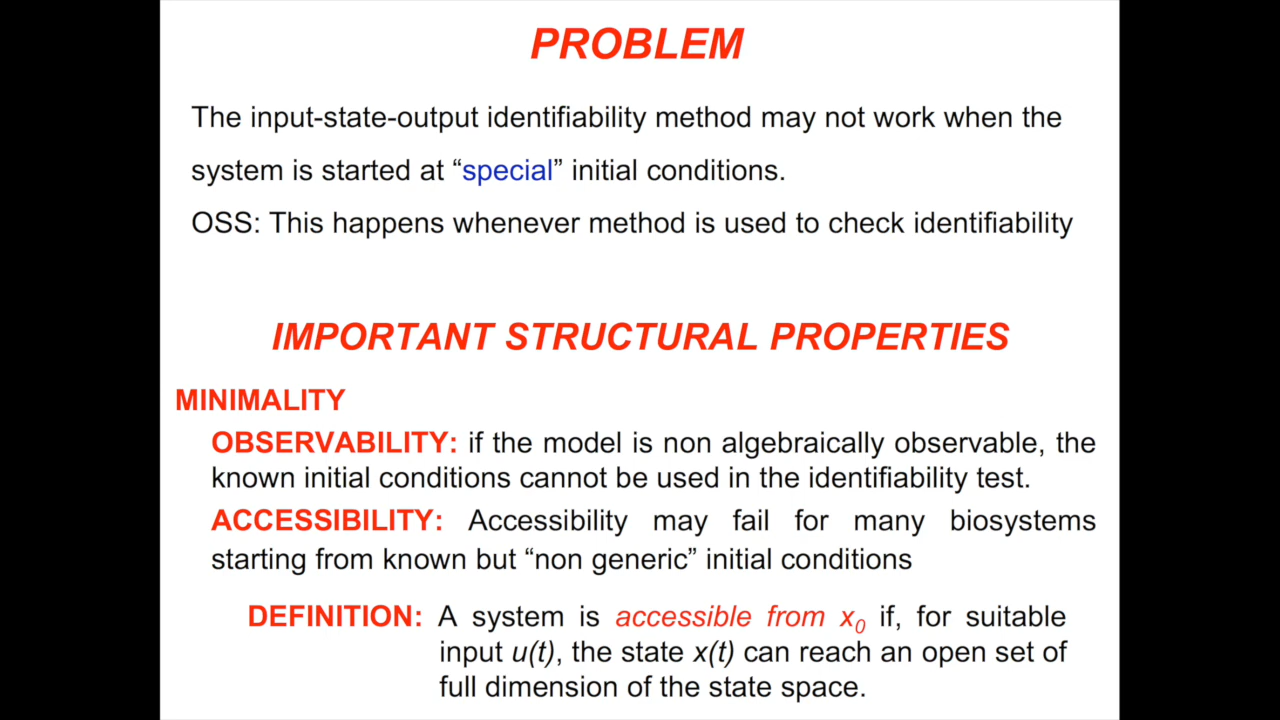 PROBLEM
The input-state-output identifiability method may not work when the
system is started at “special” initial conditions.
OSS: This happens whenever method is used to check identifiability
IMPORTANT STRUCTURAL PROPERTIES
MINIMALITY
OBSERVABILITY: if the model is non algebraically observable, the
known initial conditions cannot be used in the identifiability test.
ACCESSIBILITY: Accessibility may fail for many biosystems
starting from known but “non generic” initial conditions
DEFINITION: A system is accessible from x0 if, for suitable
input u(t), the state x(t) can reach an open set of
full dimension of the state space.